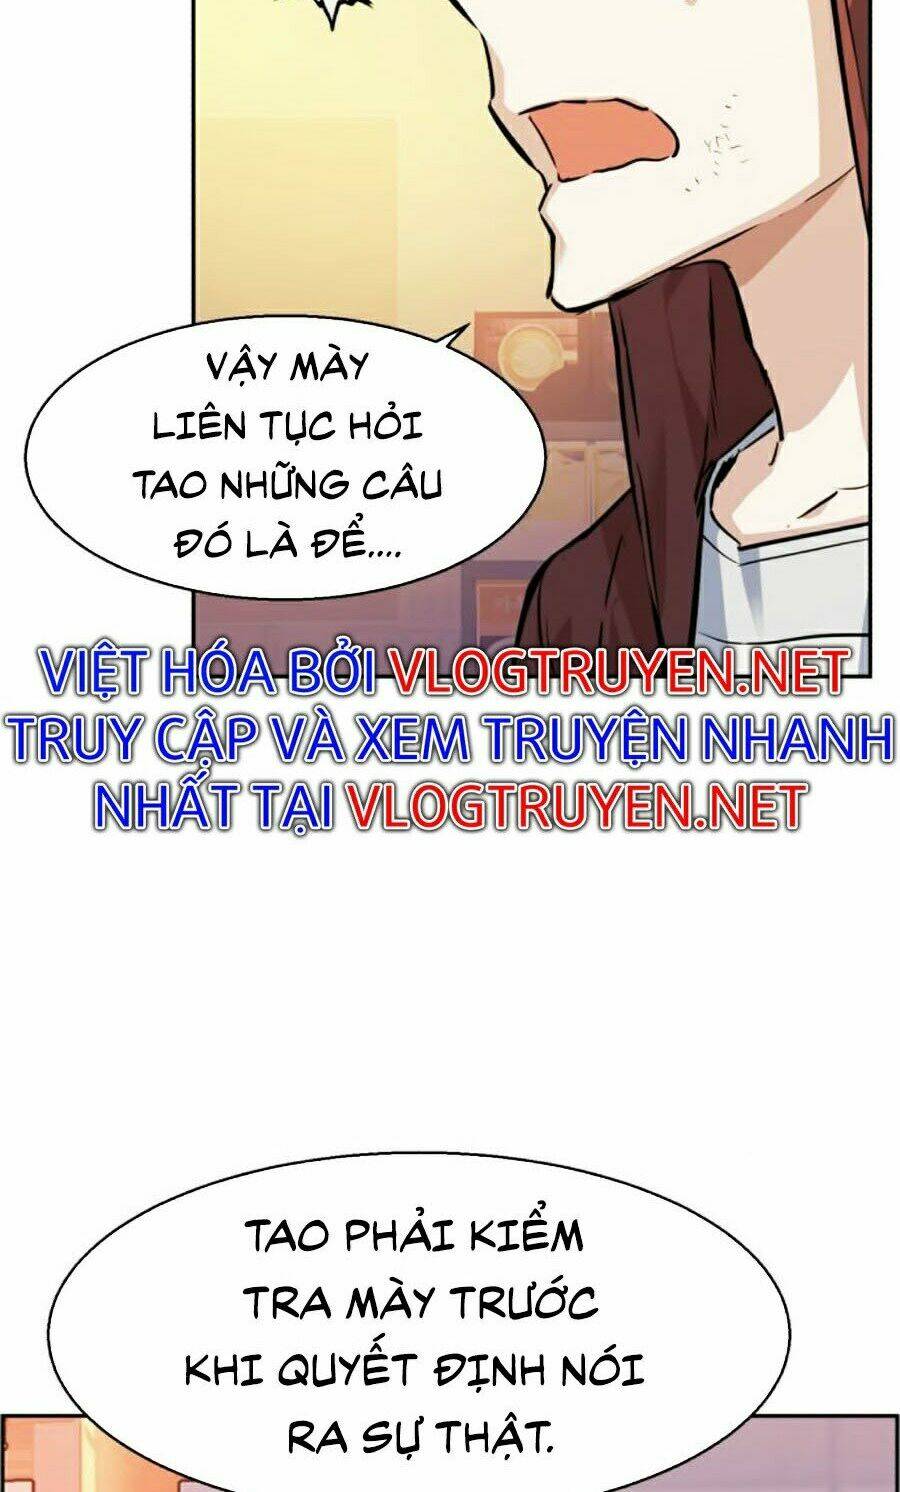 VẬY MÀY
LIÊN TỤC HỎI
TAO NHỮNG CÂU
ĐÓ LÀ ĐỂ....
VIỆT HÓA BỞI VLOGTRUYEN.NET
TRUY CẬP VÀ XEM TRUYỆN NHANH
NHẤT TẠI VLOGTRUYEN.NET
TAO PHẢI KIỂM
TRA MÀY TRƯỚC
KHI QUYẾT ĐỊNH NÓI
RA SỰ THẬT.